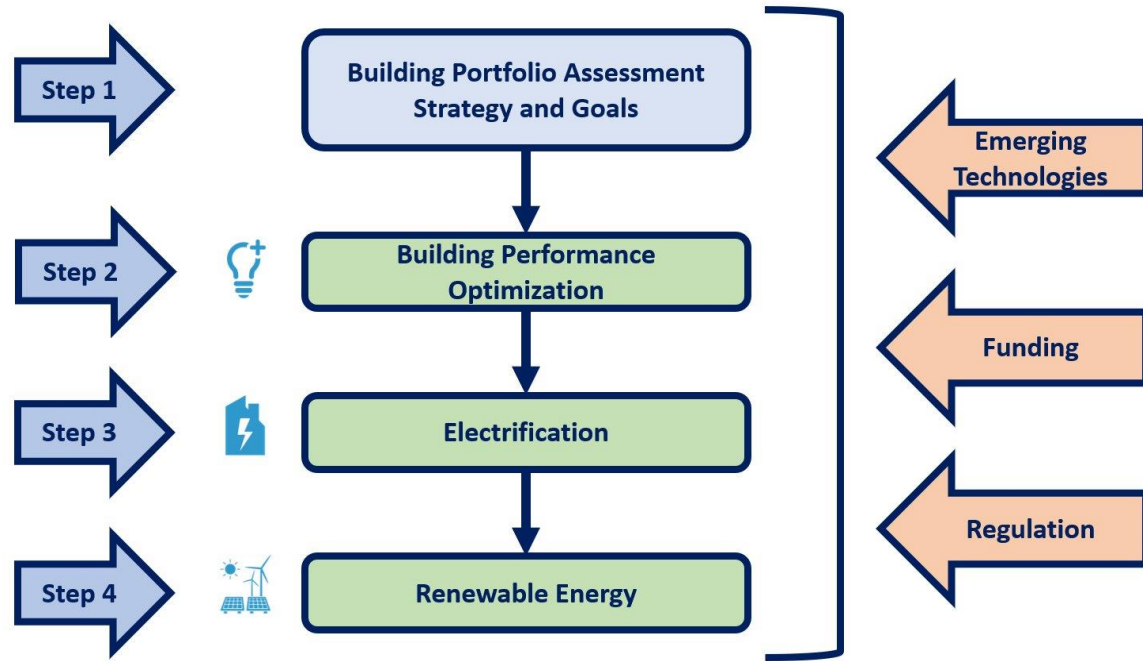 Step 1
Building Portfolio Assessment
Strategy and Goals
Emerging
Technologies
Step 2
Building Performance
Optimization
Funding
Step 3
Electrification
Regulation
Step 4
Renewable Energy